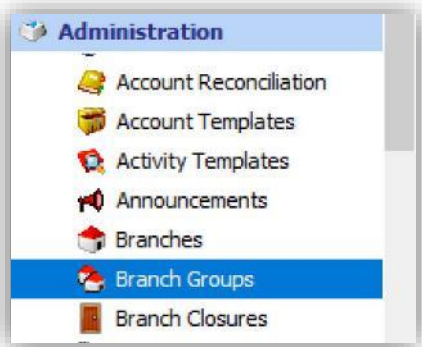 Administration
Account Reconciliation
Account Templates
Activity Templates
Announcements
Branches
Branch Groups
Branch Closures